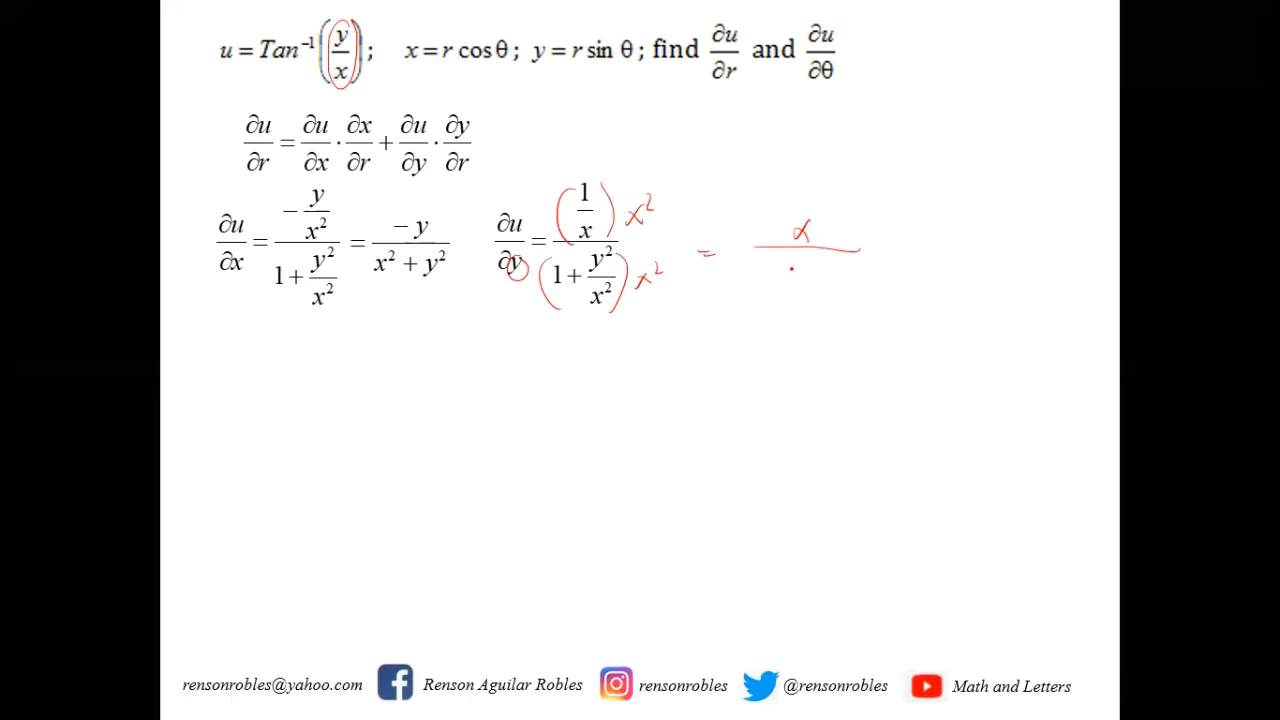 u = Tan⁻¹(y/x); x = r cos θ; y = r sin θ; find ∂u/∂r and ∂u/∂θ
∂u/∂r = ∂u/∂x · ∂x/∂r + ∂u/∂y · ∂y/∂r
∂u/∂x = (−y/x²)/(1 + y²/x²) = −y/(x² + y²) ∂u/∂y = (1/x)x²/(1 + y²/x²)x² = x/
rensonrobles@yahoo.com Renson Aguilar Robles rensonrobles @rensonrobles Math and Letters